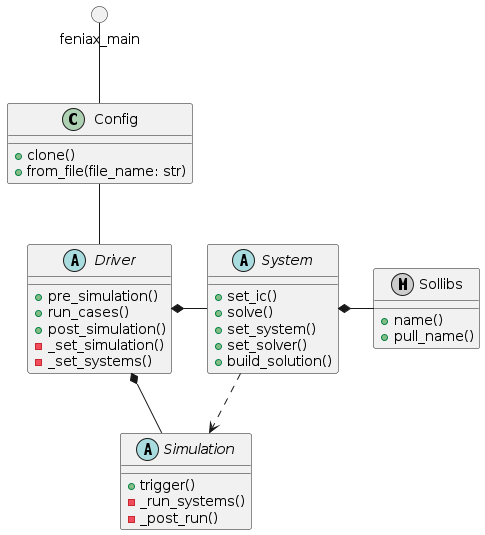 feniax_main
C Config
clone()
from_file(file_name: str)
A Driver
pre_simulation()
run_cases()
post_simulation()
_set_simulation()
_set_systems()
A System
set_ic()
solve()
set_system()
set_solver()
build_solution()
M Sollibs
name()
pull_name()
A Simulation
trigger()
_run_systems()
_post_run()